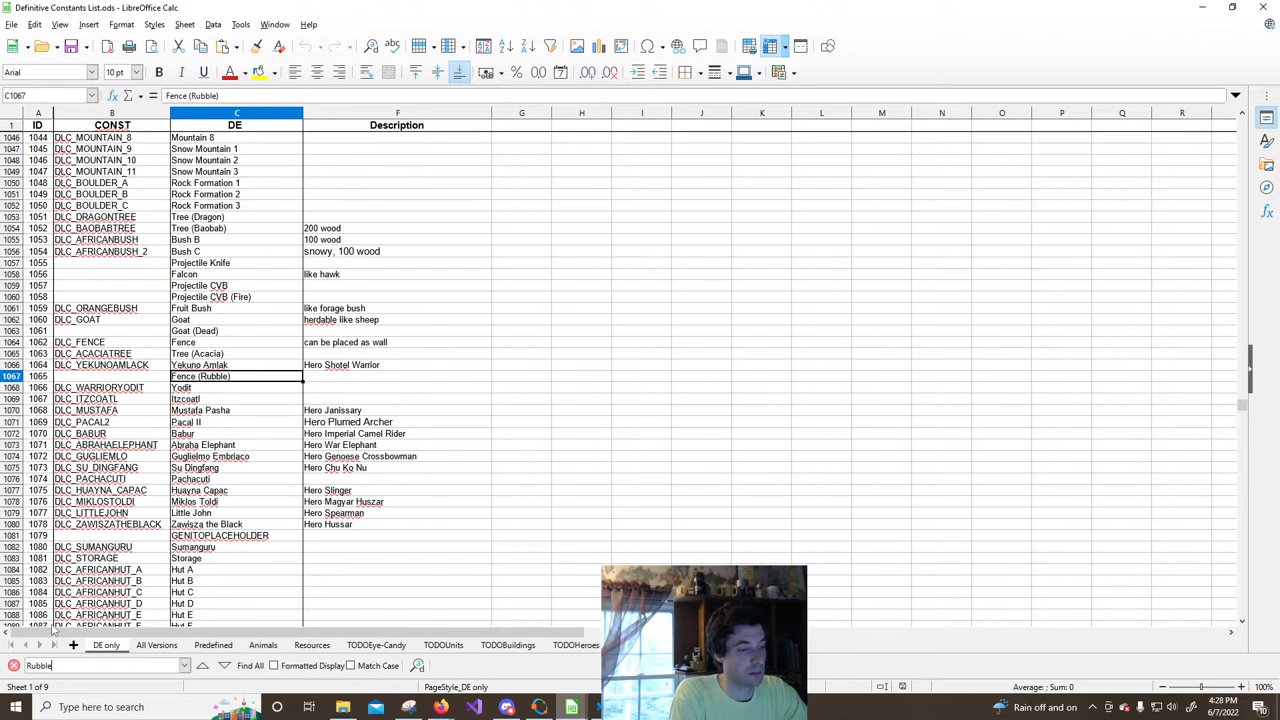 Definitive Constants List.ods - LibreOffice Calc
File Edit View Insert Format Styles Sheet Data Tools Window Help
Arial 10 pt
C1067 Fence (Rubble)
A B C F G H I J K L M N O P Q R
1 ID CONST DE Description
1046 1044 DLC_MOUNTAIN_8 Mountain 8
1047 1045 DLC_MOUNTAIN_9 Snow Mountain 1
1048 1046 DLC_MOUNTAIN_10 Snow Mountain 2
1049 1047 DLC_MOUNTAIN_11 Snow Mountain 3
1050 1048 DLC_BOULDER_A Rock Formation 1
1051 1049 DLC_BOULDER_B Rock Formation 2
1052 1050 DLC_BOULDER_C Rock Formation 3
1053 1051 DLC_DRAGONTREE Tree (Dragon)
1054 1052 DLC_BAOBABTREE Tree (Baobab) 200 wood
1055 1053 DLC_AFRICANBUSH Bush B 100 wood
1056 1054 DLC_AFRICANBUSH_2 Bush C snowy, 100 wood
1057 1055 Projectile Knife
1058 1056 Falcon like hawk
1059 1057 Projectile CVB
1060 1058 Projectile CVB (Fire)
1061 1059 DLC_ORANGEBUSH Fruit Bush like forage bush
1062 1060 DLC_GOAT Goat herdable like sheep
1063 1061 Goat (Dead)
1064 1062 DLC_FENCE Fence can be placed as wall
1065 1063 DLC_ACACIATREE Tree (Acacia)
1066 1064 DLC_YEKUNOAMLACK Yekuno Amlak Hero Shotel Warrior
1067 1065 Fence (Rubble)
1068 1066 DLC_WARRIORYODIT Yodit
1069 1067 DLC_ITZCOATL Itzcoatl
1070 1068 DLC_MUSTAFA Mustafa Pasha Hero Janissary
1071 1069 DLC_PACAL2 Pacal II Hero Plumed Archer
1072 1070 DLC_BABUR Babur Hero Imperial Camel Rider
1073 1071 DLC_ABRAHAELEPHANT Abraha Elephant Hero War Elephant
1074 1072 DLC_GUGLIEMLO Guglielmo Embriaco Hero Genoese Crossbowman
1075 1073 DLC_SU_DINGFANG Su Dingfang Hero Chu Ko Nu
1076 1074 DLC_PACHACUTI Pachacuti
1077 1075 DLC_HUAYNA_CAPAC Huayna Capac Hero Slinger
1078 1076 DLC_MIKLOSTOLDI Miklos Toldi Hero Magyar Huszar
1079 1077 DLC_LITTLEJOHN Little John Hero Spearman
1080 1078 DLC_ZAWISZATHEBLACK Zawisza the Black Hero Hussar
1081 1079 GENITOPLACEHOLDER
1082 1080 DLC_SUMANGURU Sumanguru
1083 1081 DLC_STORAGE Storage
1084 1082 DLC_AFRICANHUT_A Hut A
1085 1083 DLC_AFRICANHUT_B Hut B
1086 1084 DLC_AFRICANHUT_C Hut C
1087 1085 DLC_AFRICANHUT_D Hut D
1088 1086 DLC_AFRICANHUT_E Hut E
1089 1087 DLC_AFRICANHUT_F Hut F
DE only All Versions Predefined Animals Resources TODOEye-Candy TODOUnits TODOBuildings TODOHeroes
Rubble Find All Formatted Display Match Case
Sheet 1 of 9 PageStyle_DE only Average: ; Sum: 0 100%
Type here to search Rain off and on 4:28 PM
6/7/2022